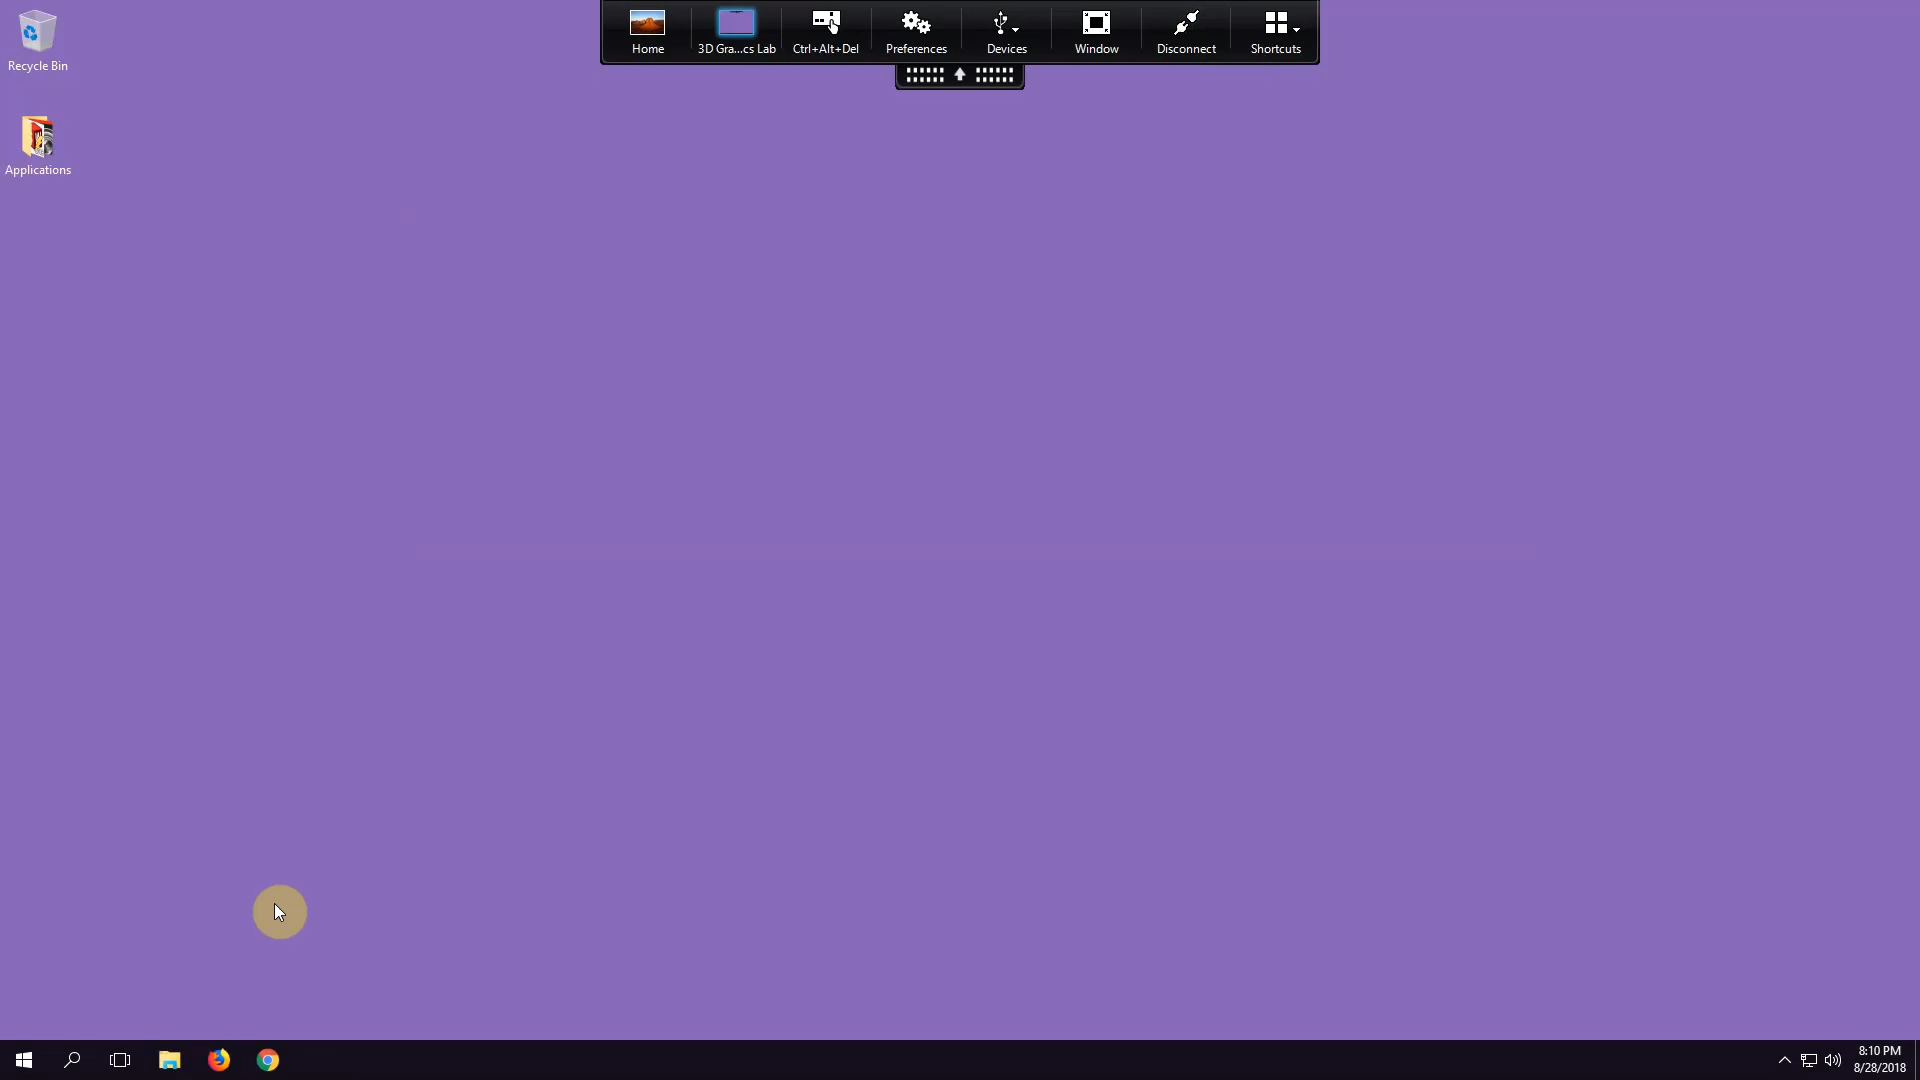 Home
3D Gra...cs Lab
Ctrl+Alt+Del
Preferences
Devices
Window
Disconnect
Shortcuts
Recycle Bin
Applications
8:10 PM
8/28/2018